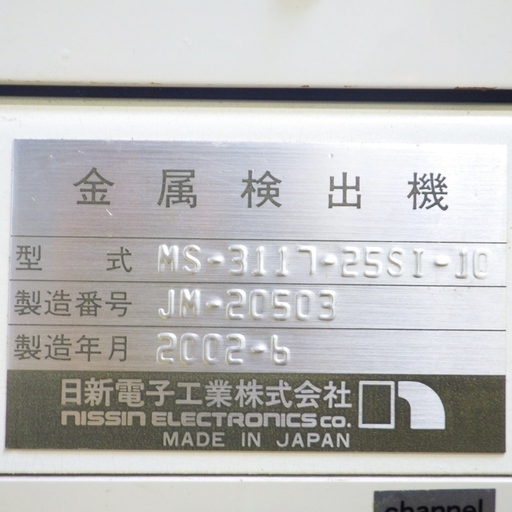 金属検出機
型式 MS-3117-25SI-10
製造番号 JM-20503
製造年月 2002-6
日新電子工業株式会社
NISSIN ELECTRONICS CO.
MADE IN JAPAN
channel